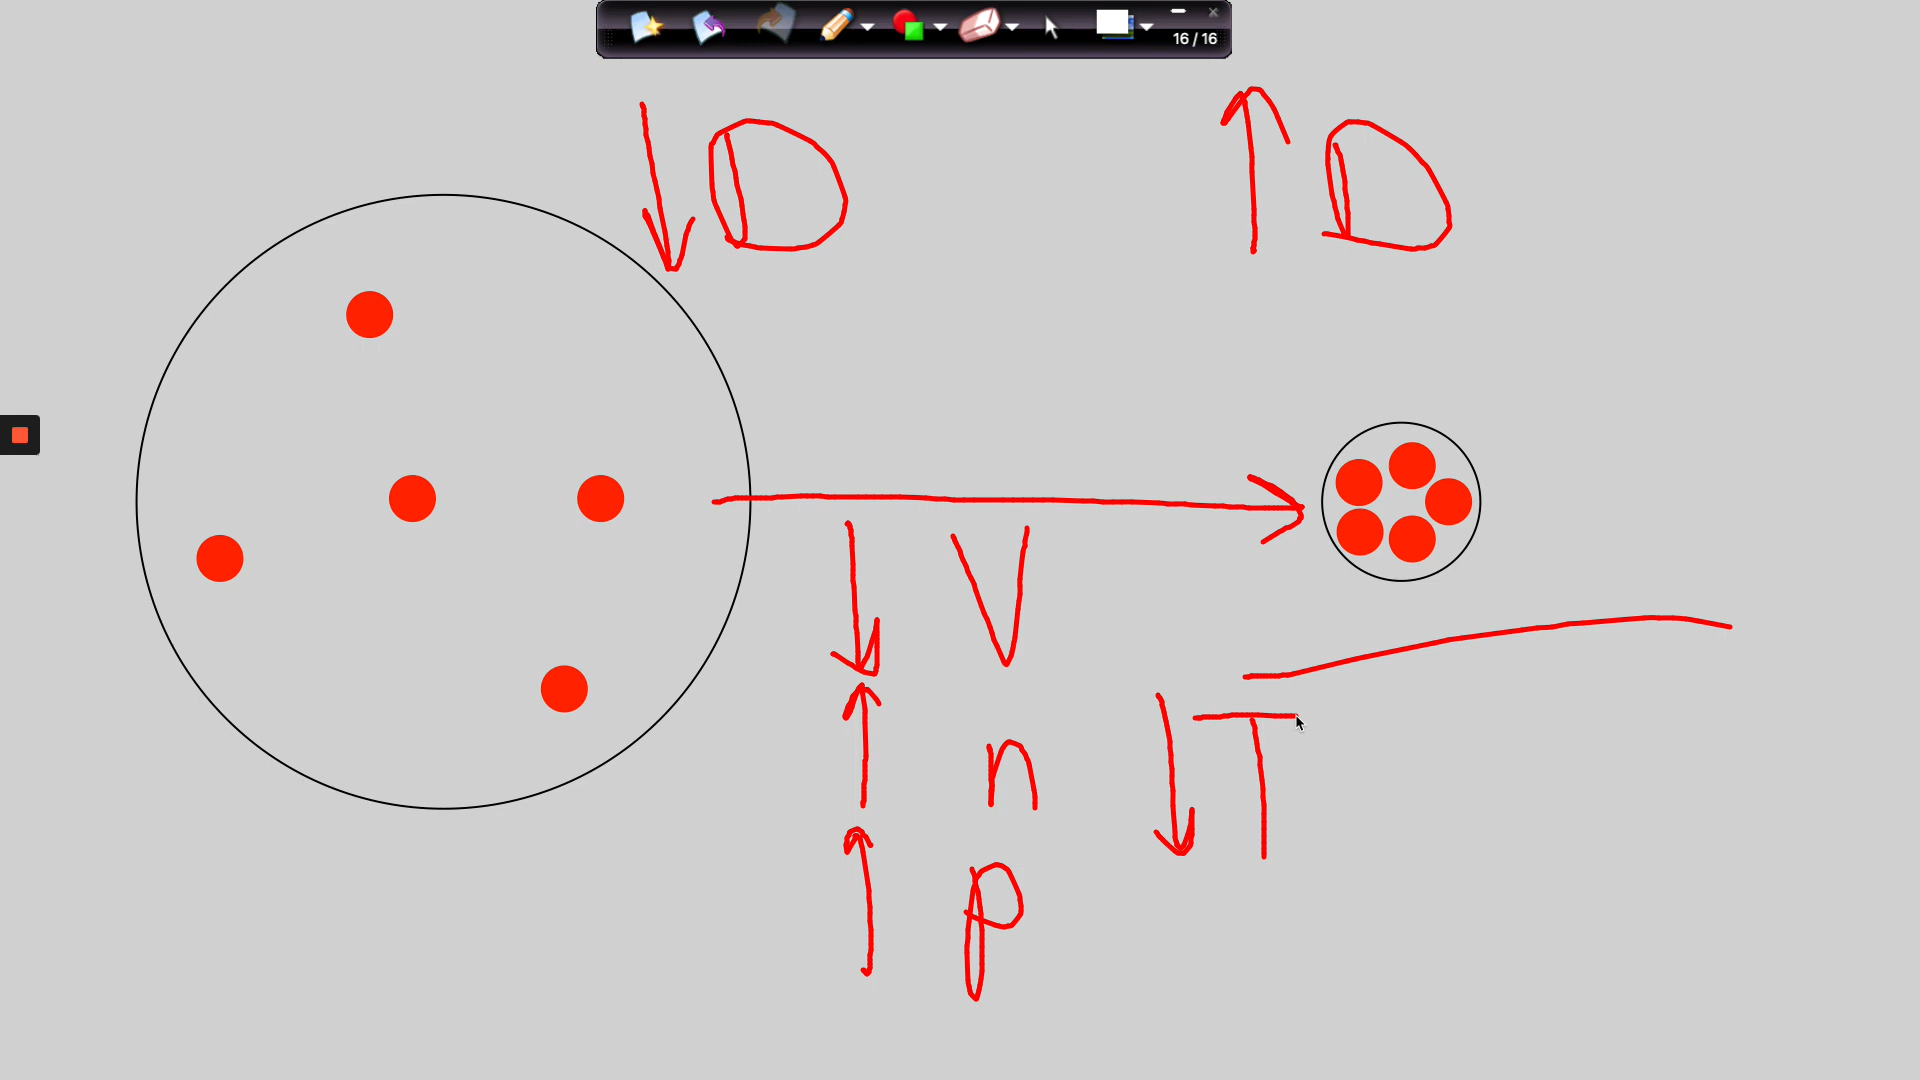 16 / 16
↓ D ↑ D
↓ V
↑ n ↓ T
↑ p